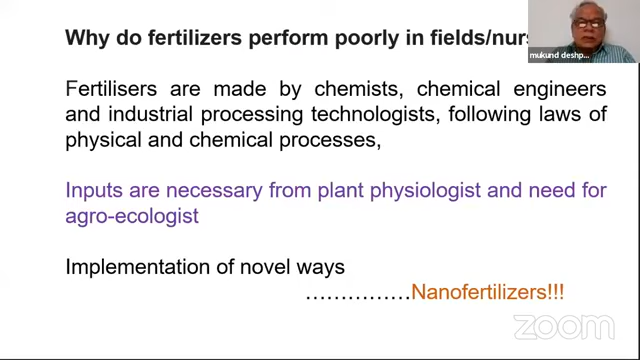 Why do fertilizers perform poorly in fields/nurs
mukund deshp...
Fertilisers are made by chemists, chemical engineers
and industrial processing technologists, following laws of
physical and chemical processes,
Inputs are necessary from plant physiologist and need for
agro-ecologist
Implementation of novel ways
……………Nanofertilizers!!!
zoom